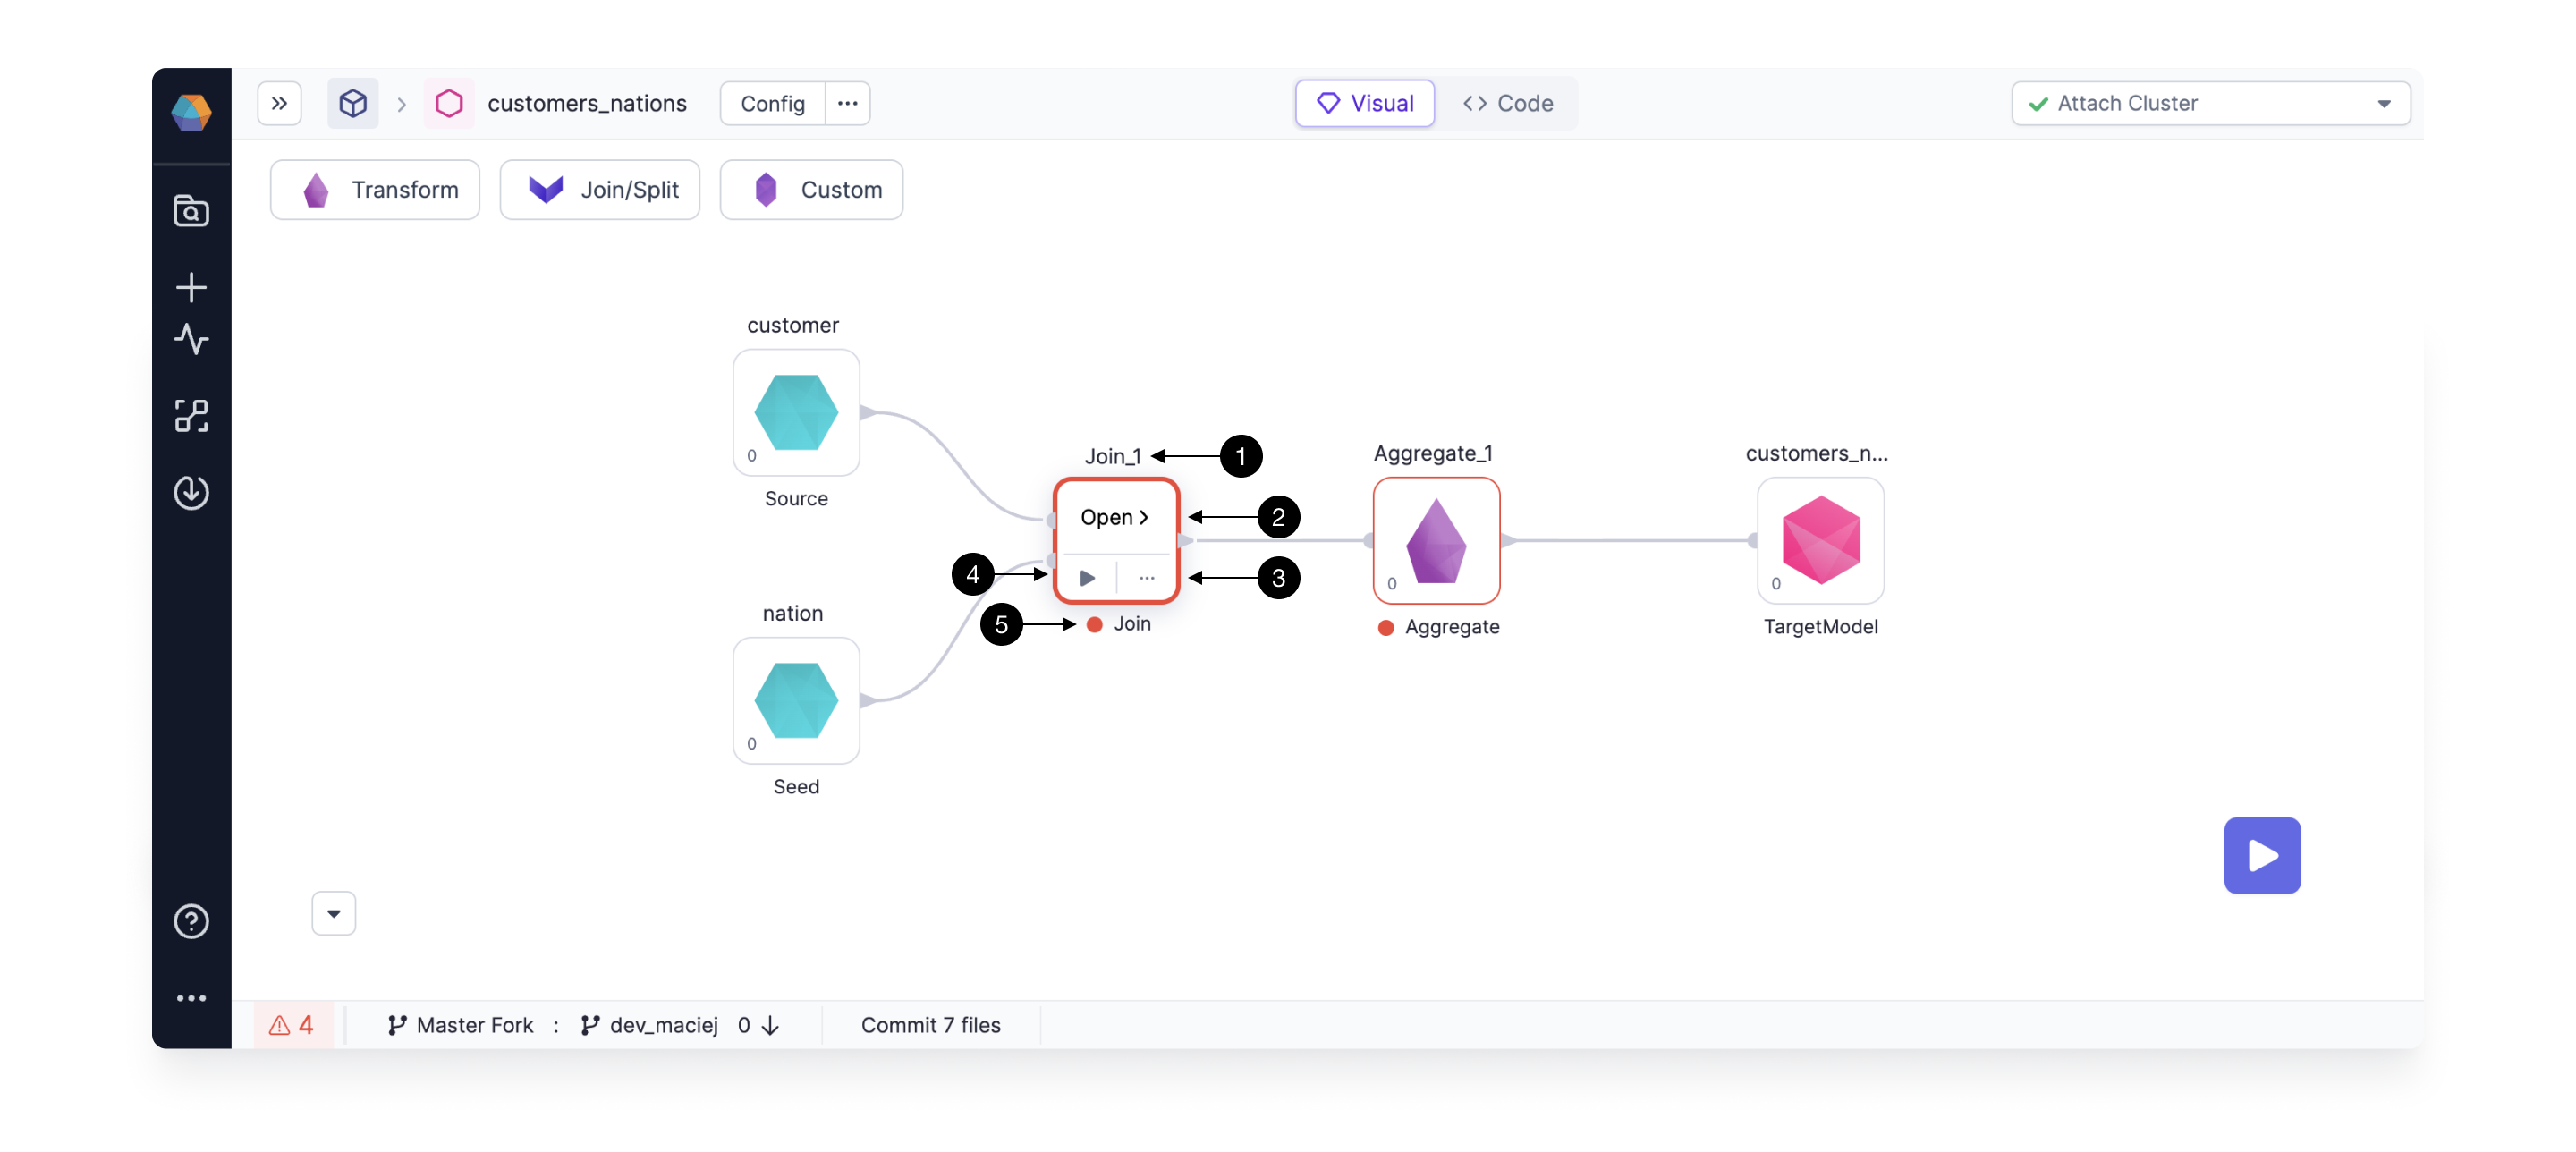 customers_nations
Config
Visual
Code
Attach Cluster
Transform
Join/Split
Custom
customer
0
Source
Join_1
1
Open
2
4
3
5
Join
Aggregate_1
0
Aggregate
customers_n...
0
TargetModel
nation
0
Seed
4
Master Fork : dev_maciej 0
Commit 7 files